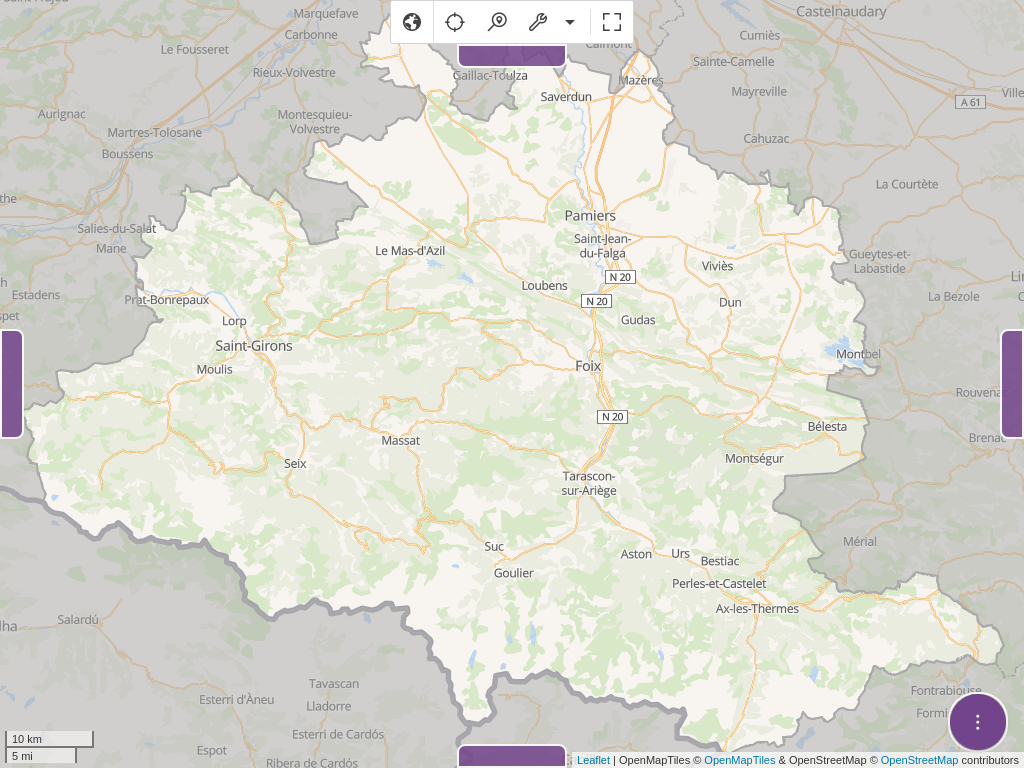 Marquefave
Castelnaudary
Carbonne
Cumiès
Le Fousseret
Sainte-Camelle
Rieux-Volvestre
Gaillac-Toulza
Mazères
Mayreville
Saverdun
A 61
Aurignac
Montesquieu-
Volvestre
Martres-Tolosane
Cahuzac
Boussens
La Courtète
Pamiers
Salies-du-Salat
Saint-Jean-
du-Falga
Mane
Le Mas-d'Azil
Gueytes-et-
Labastide
Viviès
N 20
Loubens
Estadens
Prat-Bonrepaux
N 20
Dun
La Bezole
Lorp
Gudas
Saint-Girons
Montbel
Moulis
Foix
N 20
Bélesta
Massat
Montségur
Seix
Tarascon-
sur-Ariège
Mérial
Suc
Aston
Urs
Bestiac
Goulier
Perles-et-Castelet
Ax-les-Thermes
Salardú
Tavascan
Esterri d'Àneu
Lladorre
Fontrabiouse
Esterri de Cardós
Espot
Ribera de Cardós
10 km
5 mi
Leaflet | OpenMapTiles © OpenMapTiles & OpenStreetMap © OpenStreetMap contributors